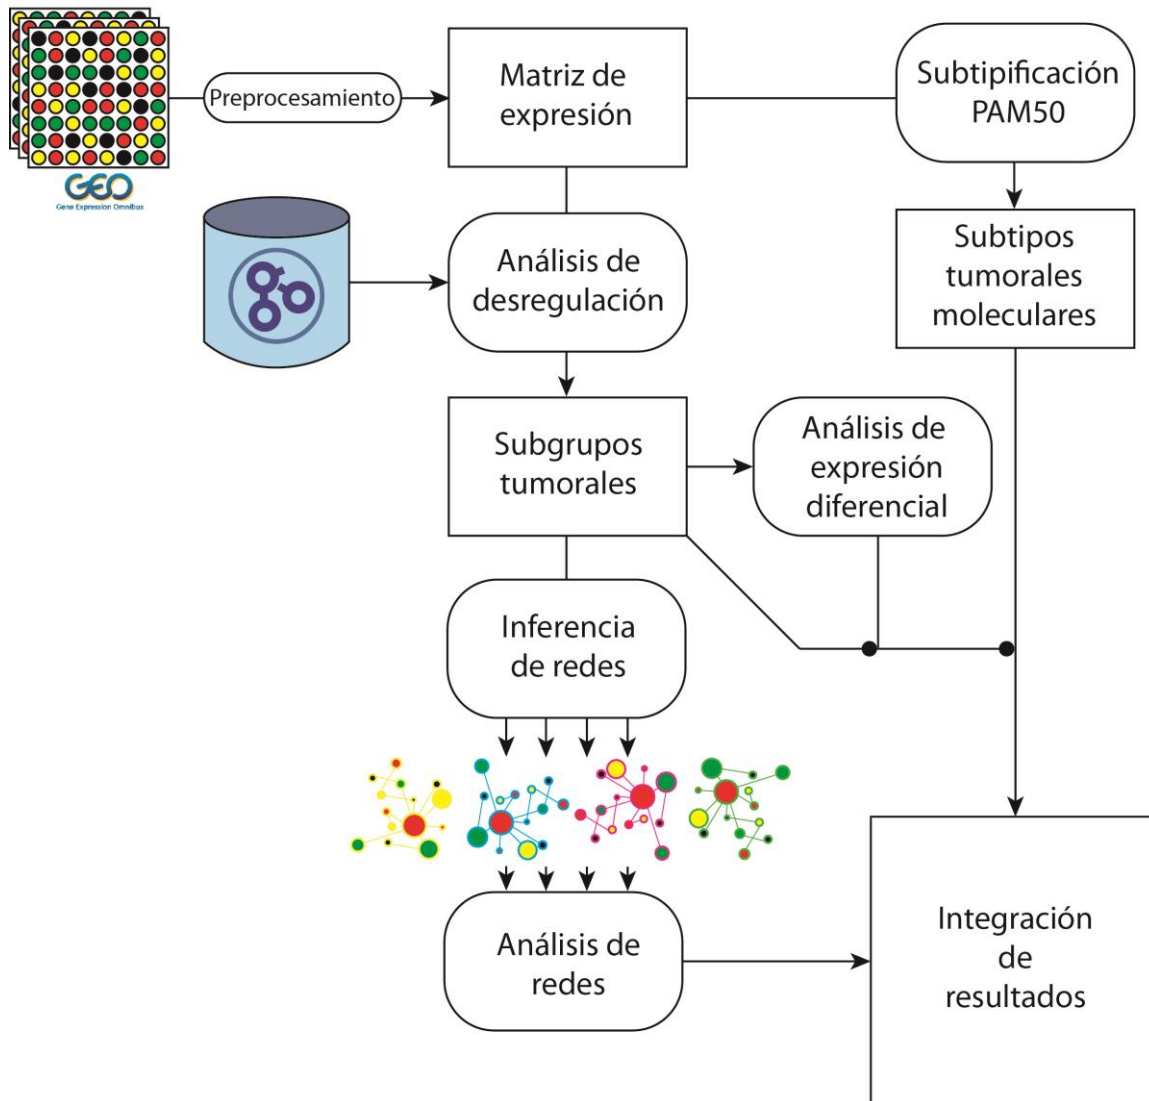 Preprocesamiento
Matriz de
expresión
Subtipificación
PAM50
GEO
Gene Expression Omnibus
Análisis de
desregulación
Subtipos
tumorales
moleculares
Subgrupos
tumorales
Análisis de
expresión
diferencial
Inferencia
de redes
Análisis de
redes
Integración
de
resultados